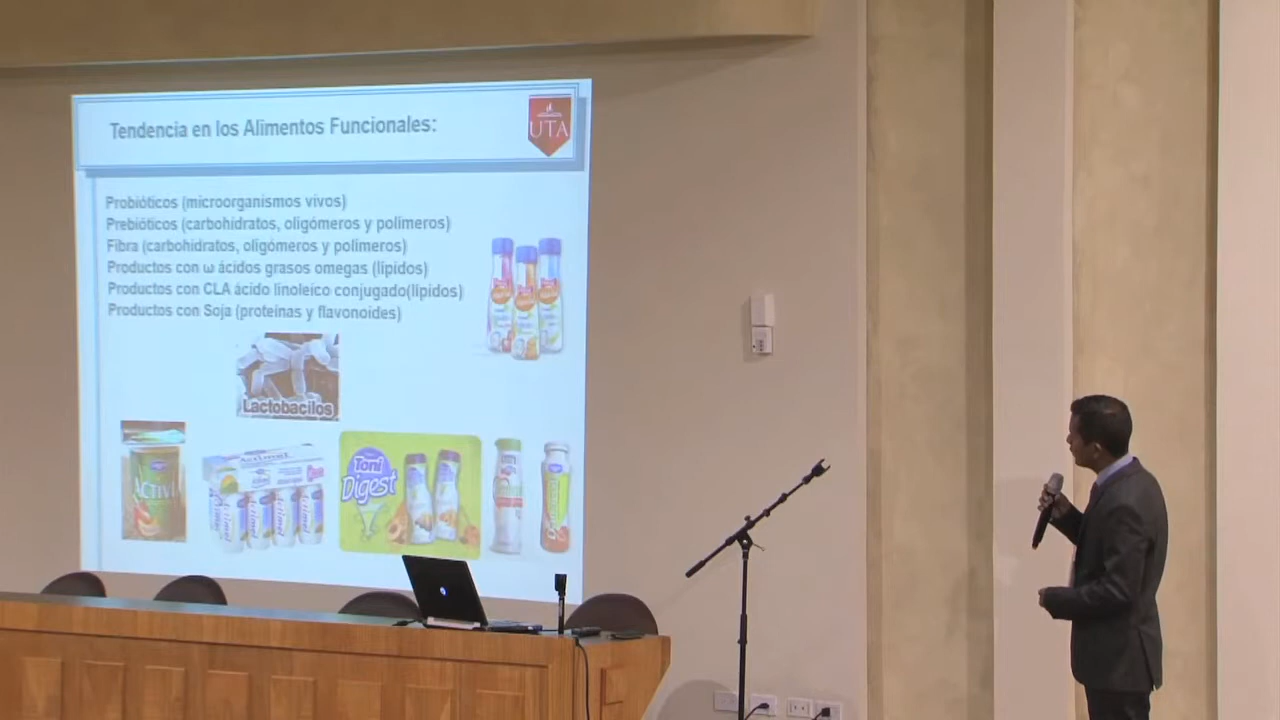 Tendencia en los Alimentos Funcionales:
UTA
Probióticos (microorganismos vivos)
Prebióticos (carbohidratos, oligómeros y polímeros)
Fibra (carbohidratos, oligómeros y polímeros)
Productos con ω ácidos grasos omegas (lípidos)
Productos con CLA ácido linoleico conjugado(lípidos)
Productos con Soja (proteínas y flavonoides)
Lactobacilos
Actimel
Toni
Digest